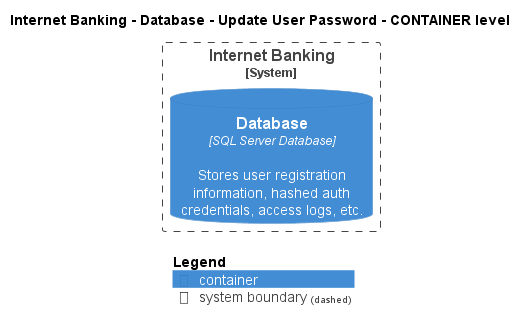 Internet Banking - Database - Update User Password - CONTAINER level
Internet Banking
[System]
Database
[SQL Server Database]
Stores user registration
information, hashed auth
credentials, access logs, etc.
Legend
container
system boundary (dashed)